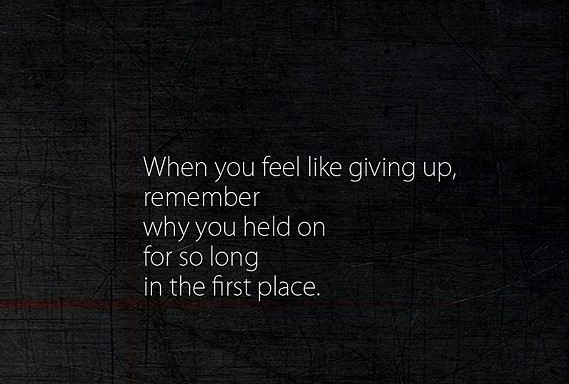 When you feel like giving up,
remember
why you held on
for so long
in the first place.